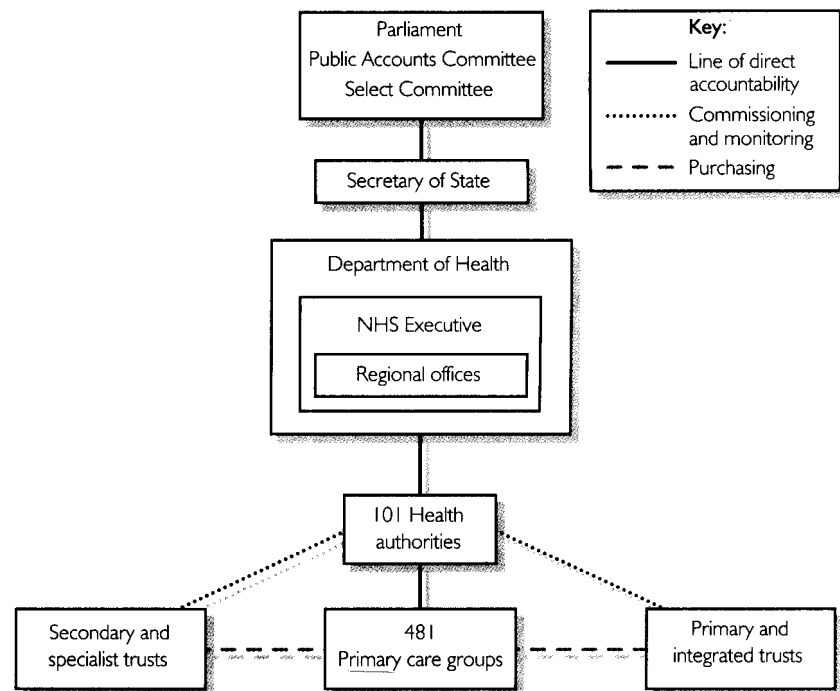 Parliament
Public Accounts Committee
Select Committee
Key:
Line of direct
accountability
Commissioning
and monitoring
Purchasing
Secretary of State
Department of Health
NHS Executive
Regional offices
101 Health
authorities
Secondary and
specialist trusts
481
Primary care groups
Primary and
integrated trusts